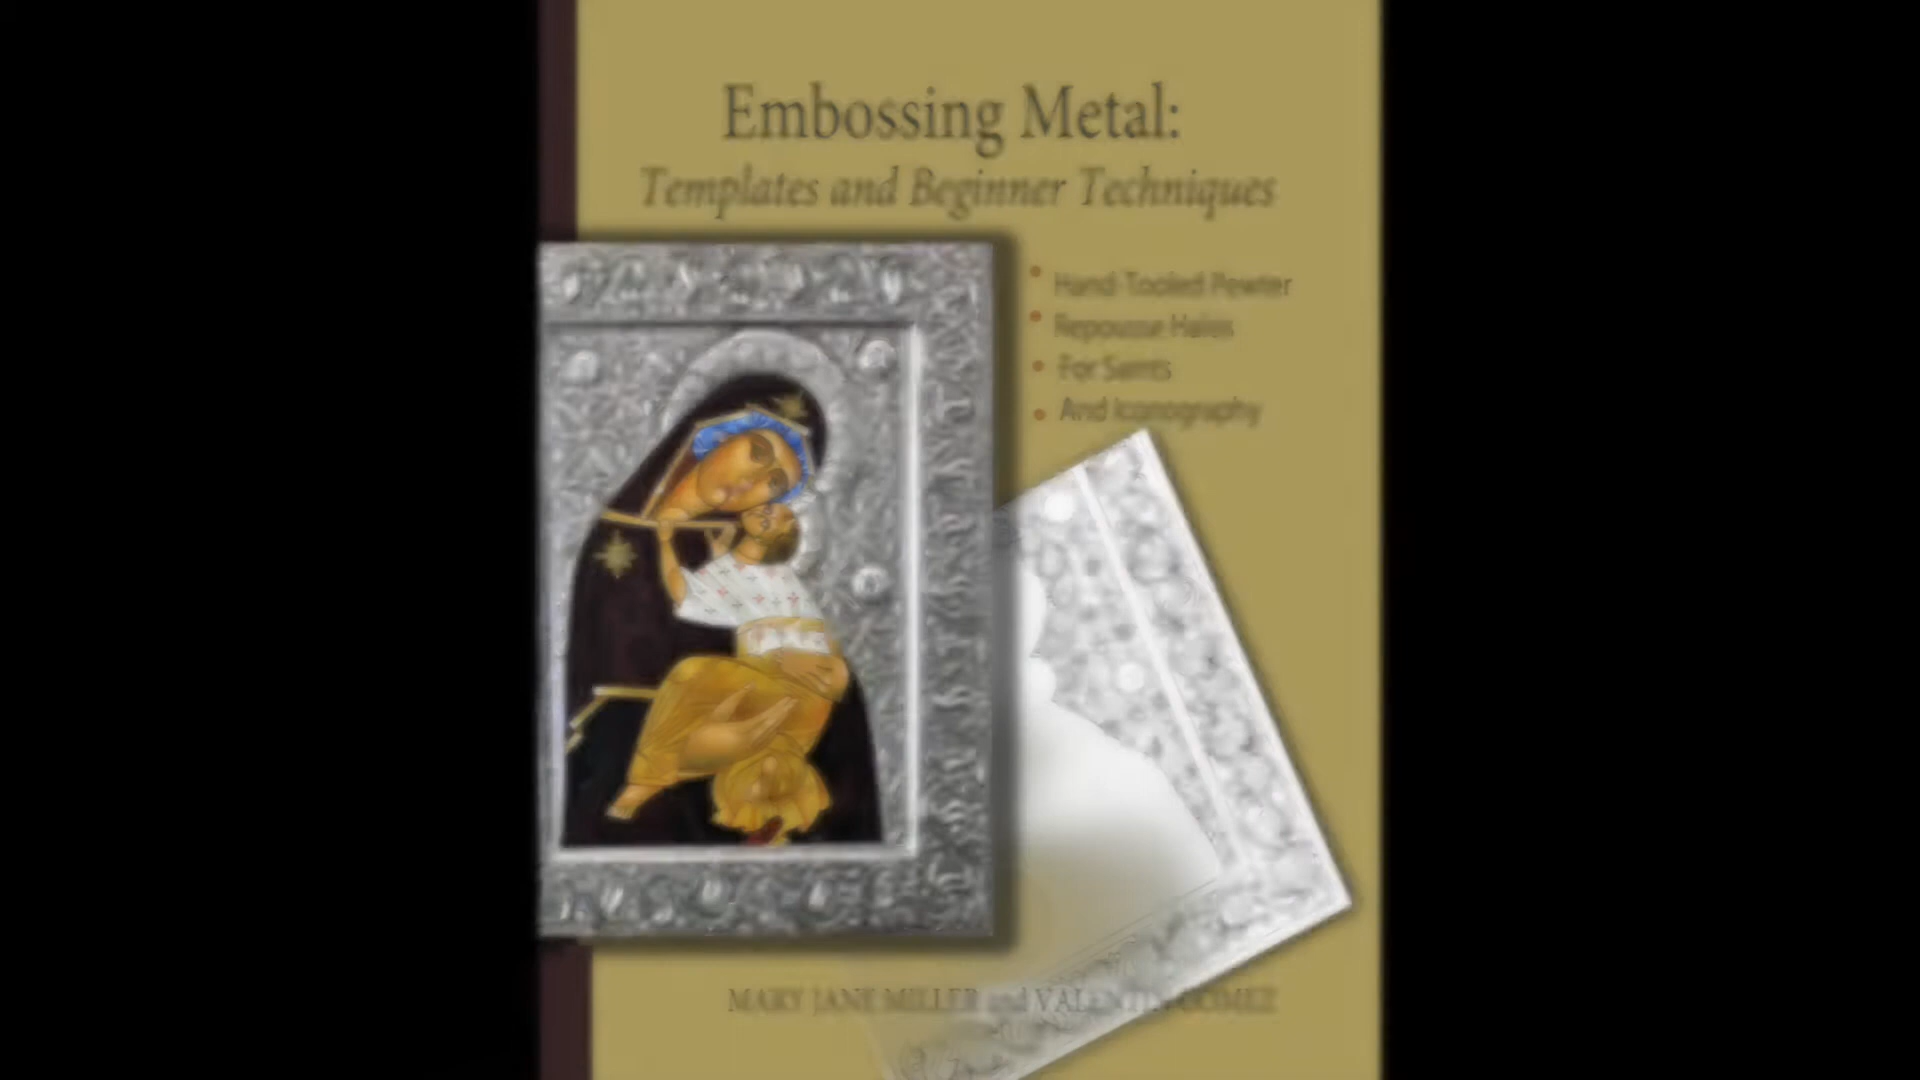 Embossing Metal:
Templates and Beginner Techniques
Hand-Tooled Pewter
Repousse Halos
For Saints
And Iconography
MARY JANE MILLER and VALENTIN GOMEZ